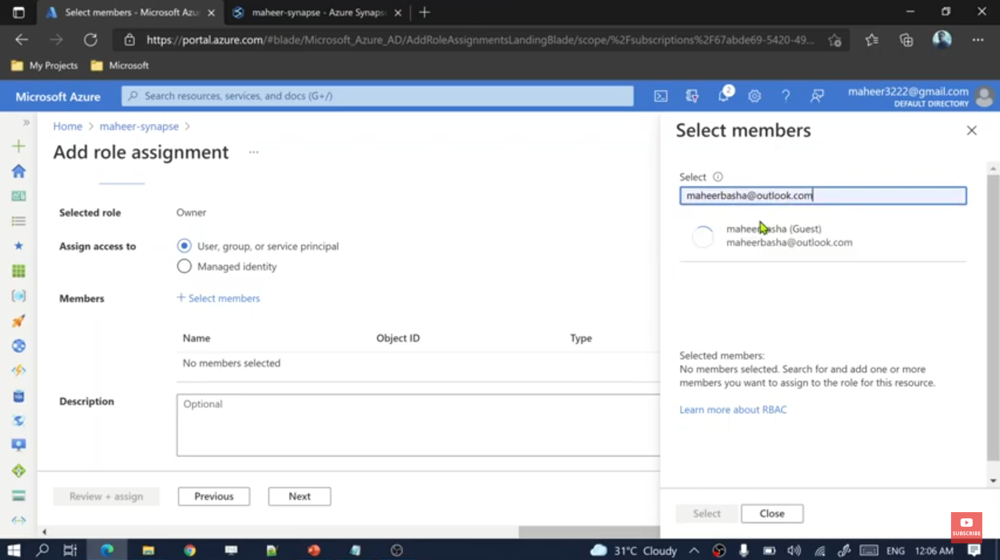 Select members - Microsoft Azu
maheer-synapse - Azure Synaps
https://portal.azure.com/#blade/Microsoft_Azure_AD/AddRoleAssignmentsLandingBlade/scope/%2Fsubscriptions%2F67abde69-5420-49...
My Projects
Microsoft
Microsoft Azure
Search resources, services, and docs (G+/)
2
maheer3222@gmail.com
DEFAULT DIRECTORY
Home > maheer-synapse >
Add role assignment ...
Selected role
Owner
Assign access to
User, group, or service principal
Managed identity
Members
+ Select members
Name
Object ID
Type
No members selected
Description
Optional
Review + assign
Previous
Next
Select members
Select
maheerbasha@outlook.com
maheerbasha (Guest)
maheerbasha@outlook.com
Selected members:
No members selected. Search for and add one or more
members you want to assign to the role for this resource.
Learn more about RBAC
Select
Close
SUBSCRIBE
31°C Cloudy
ENG
12:06 AM